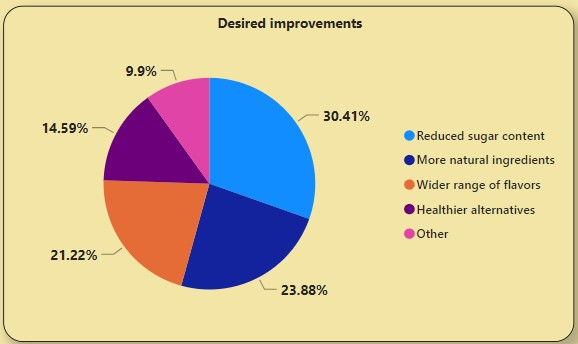 Desired improvements
9.9%
30.41%
14.59%
21.22%
23.88%
Reduced sugar content
More natural ingredients
Wider range of flavors
Healthier alternatives
Other